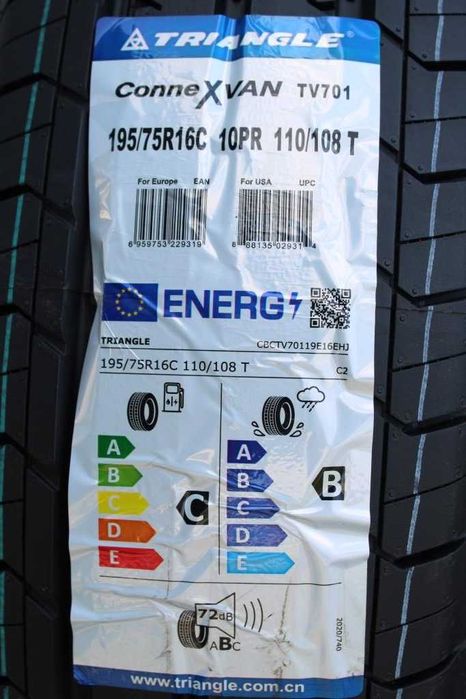 TRIANGLE
ConneXVAN TV701
195/75R16C 10PR 110/108 T
For Europe EAN For USA UPC
6 959753 229319 8 88135 02931 4
ENERG
TRIANGLE CBCTV70119E16EHJ
195/75R16C 110/108 T C2
A A
B B
C C C B
D D
E E
72dB
ABC
2020/740
www.triangle.com.cn